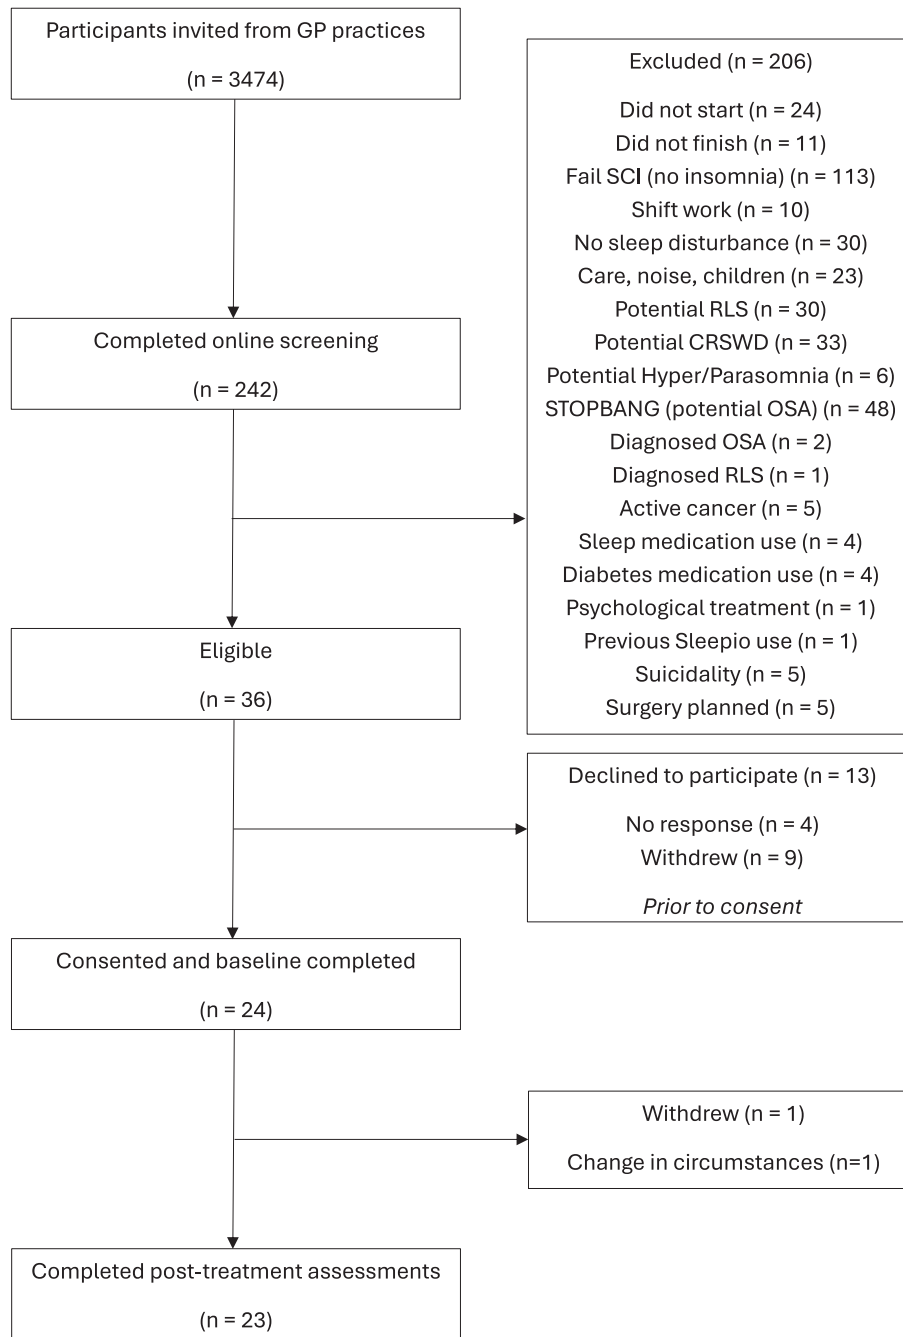 Participants invited from GP practices
(n = 3474)
Excluded (n = 206)
Did not start (n = 24)
Did not finish (n = 11)
Fail SCI (no insomnia) (n = 113)
Shift work (n = 10)
No sleep disturbance (n = 30)
Care, noise, children (n = 23)
Potential RLS (n = 30)
Potential CRSWD (n = 33)
Potential Hyper/Parasomnia (n = 6)
STOPBANG (potential OSA) (n = 48)
Diagnosed OSA (n = 2)
Diagnosed RLS (n = 1)
Active cancer (n = 5)
Sleep medication use (n = 4)
Diabetes medication use (n = 4)
Psychological treatment (n = 1)
Previous Sleepio use (n = 1)
Suicidality (n = 5)
Surgery planned (n = 5)
Completed online screening
(n = 242)
Eligible
(n = 36)
Declined to participate (n = 13)
No response (n = 4)
Withdrew (n = 9)
Prior to consent
Consented and baseline completed
(n = 24)
Withdrew (n = 1)
Change in circumstances (n=1)
Completed post-treatment assessments
(n = 23)